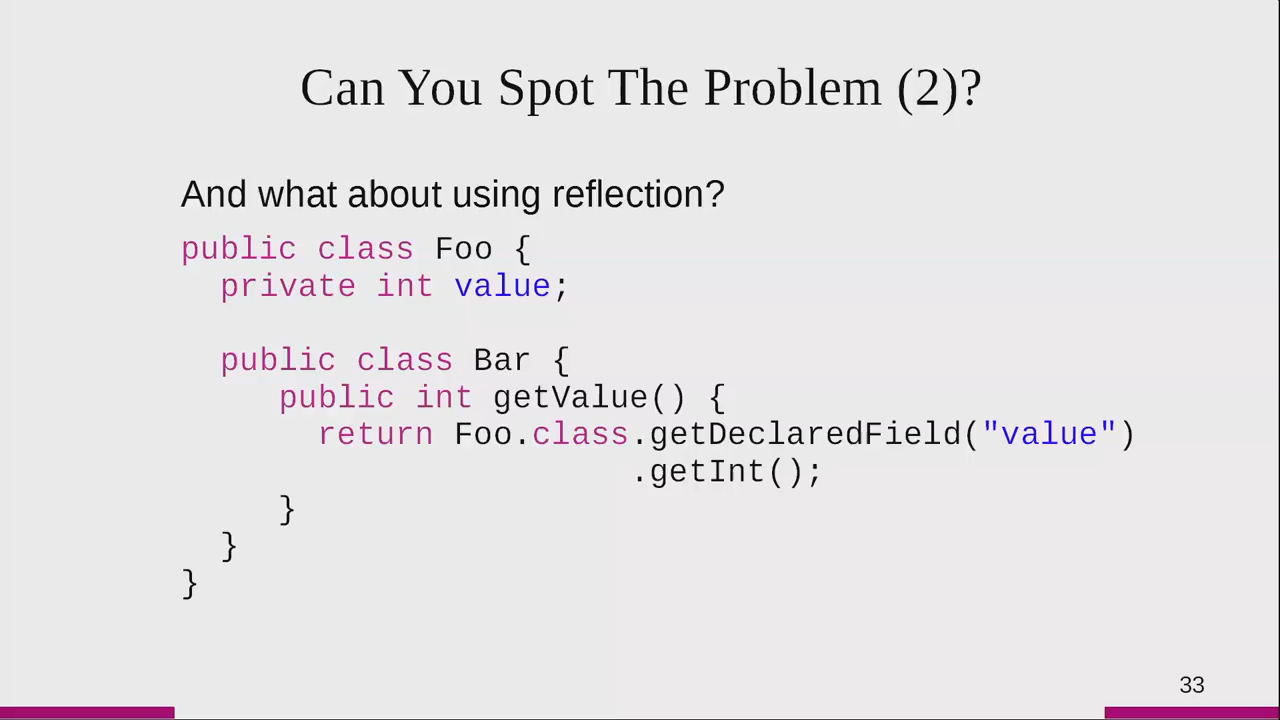 Can You Spot The Problem (2)?
And what about using reflection?
public class Foo {
  private int value;

  public class Bar {
     public int getValue() {
       return Foo.class.getDeclaredField("value")
                       .getInt();
     }
  }
}
33